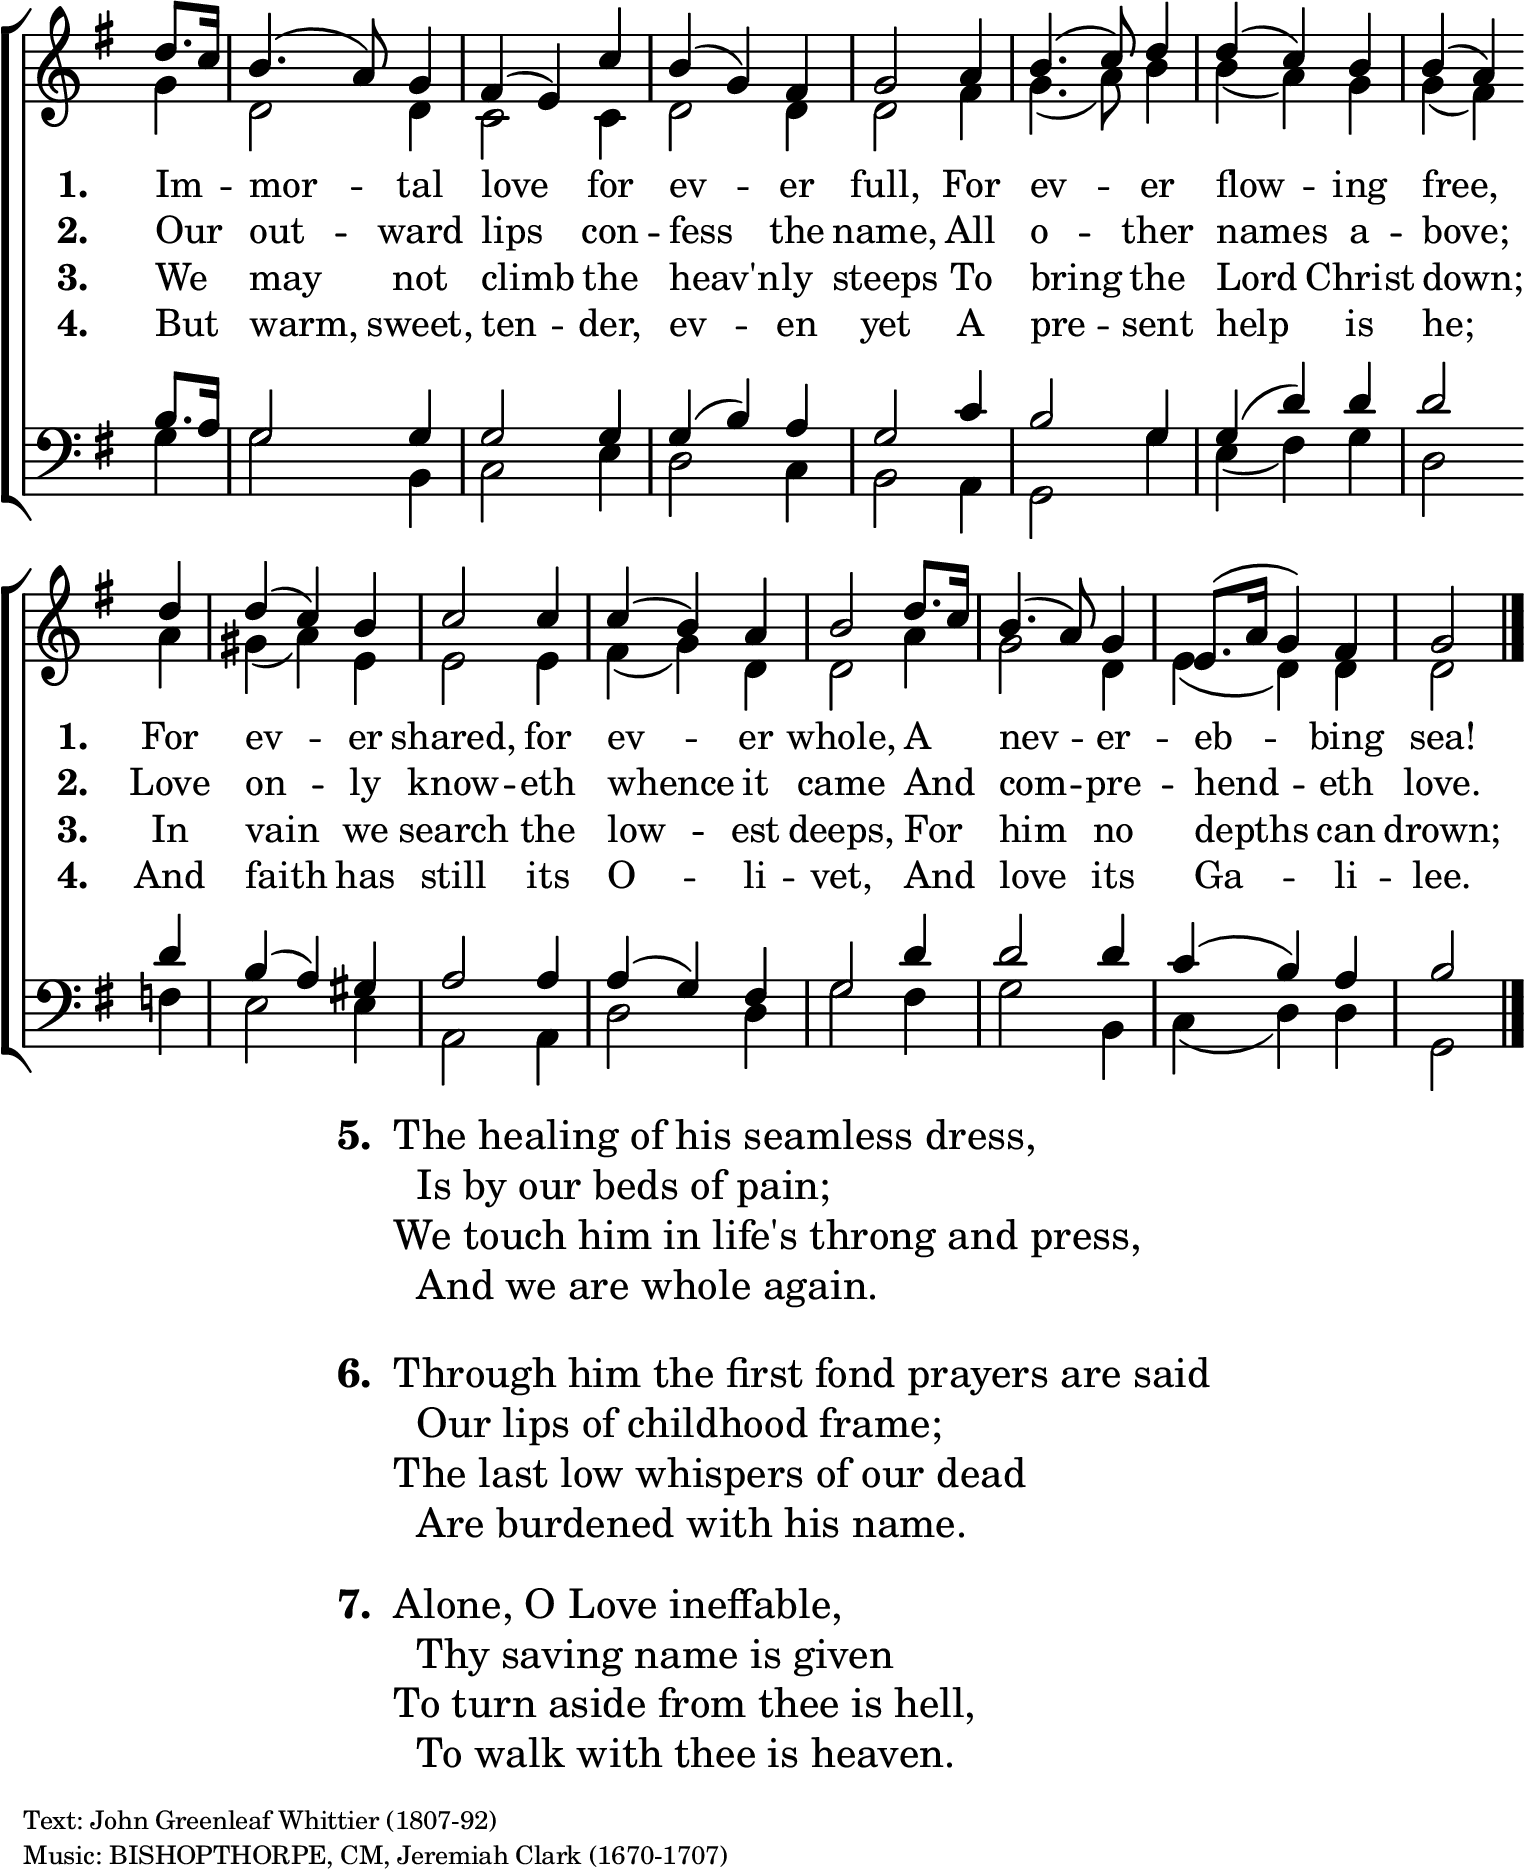 1. Im -- mor -- tal love for ev -- er full, For ev -- er flow -- ing free,
2. Our out -- ward lips con -- fess the name, All o -- ther names a -- bove;
3. We may not climb the heav'nly steeps To bring the Lord Christ down;
4. But warm, sweet, ten -- der, ev -- en yet A pre -- sent help is he;
1. For ev -- er shared, for ev -- er whole, A nev -- er -- eb -- bing sea!
2. Love on -- ly know -- eth whence it came And com -- pre -- hend -- eth love.
3. In vain we search the low -- est deeps, For him no depths can drown;
4. And faith has still its O -- li -- vet, And love its Ga -- li -- lee.
5. The healing of his seamless dress,
Is by our beds of pain;
We touch him in life's throng and press,
And we are whole again.
6. Through him the first fond prayers are said
Our lips of childhood frame;
The last low whispers of our dead
Are burdened with his name.
7. Alone, O Love ineffable,
Thy saving name is given
To turn aside from thee is hell,
To walk with thee is heaven.
Text: John Greenleaf Whittier (1807-92)
Music: BISHOPTHORPE, CM, Jeremiah Clark (1670-1707)